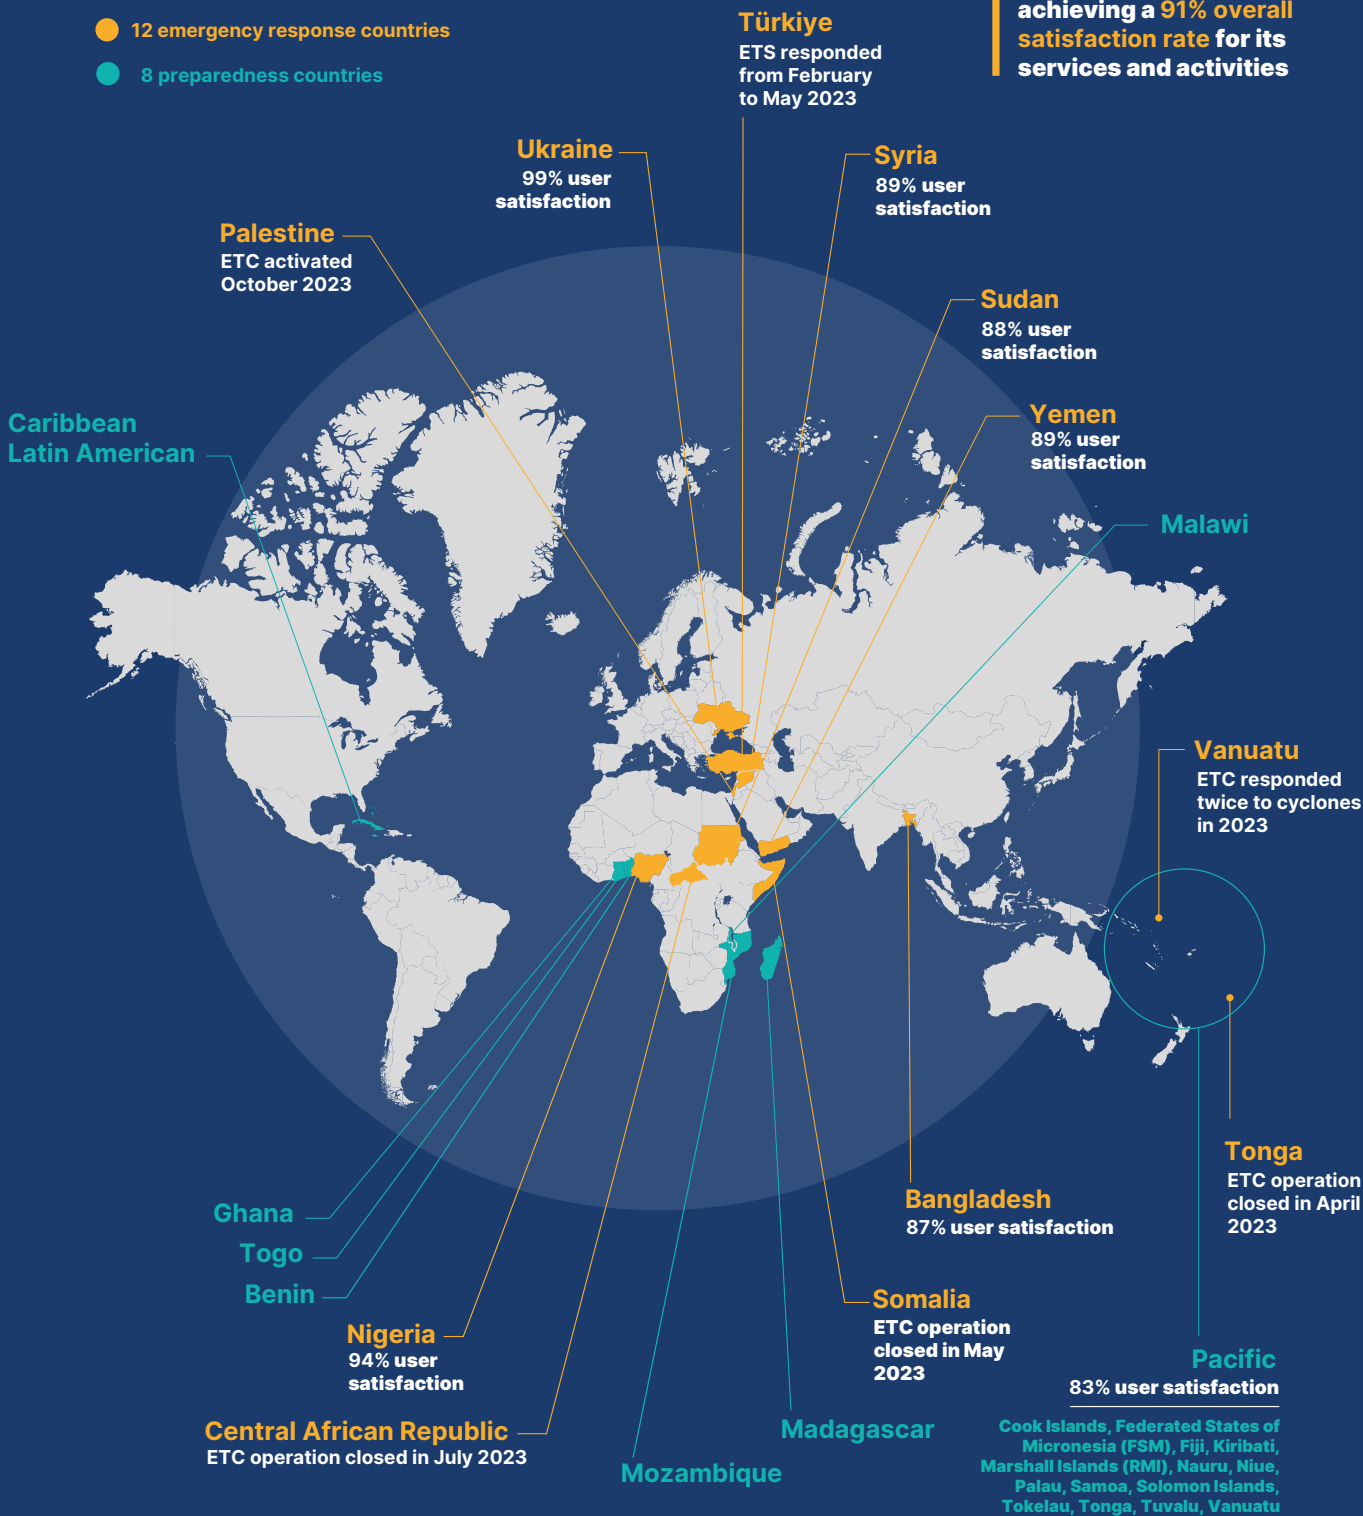 12 emergency response countries
8 preparedness countries
achieving a 91% overall
satisfaction rate for its
services and activities
Türkiye
ETS responded
from February
to May 2023
Ukraine
99% user
satisfaction
Syria
89% user
satisfaction
Palestine
ETC activated
October 2023
Sudan
88% user
satisfaction
Yemen
89% user
satisfaction
Caribbean
Latin American
Malawi
Vanuatu
ETC responded
twice to cyclones
in 2023
Tonga
ETC operation
closed in April
2023
Bangladesh
87% user satisfaction
Ghana
Togo
Benin
Somalia
ETC operation
closed in May
2023
Nigeria
94% user
satisfaction
Pacific
83% user satisfaction
Cook Islands, Federated States of
Micronesia (FSM), Fiji, Kiribati,
Marshall Islands (RMI), Nauru, Niue,
Palau, Samoa, Solomon Islands,
Tokelau, Tonga, Tuvalu, Vanuatu
Central African Republic
ETC operation closed in July 2023
Madagascar
Mozambique